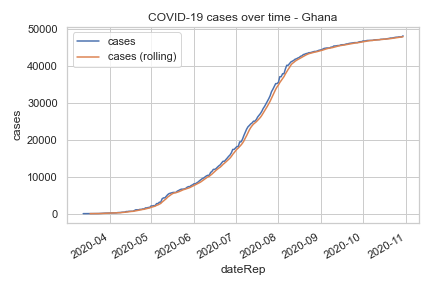 COVID-19 cases over time - Ghana
cases
cases (rolling)
50000
40000
30000
20000
10000
0
cases
2020-04
2020-05
2020-06
2020-07
2020-08
2020-09
2020-10
2020-11
dateRep